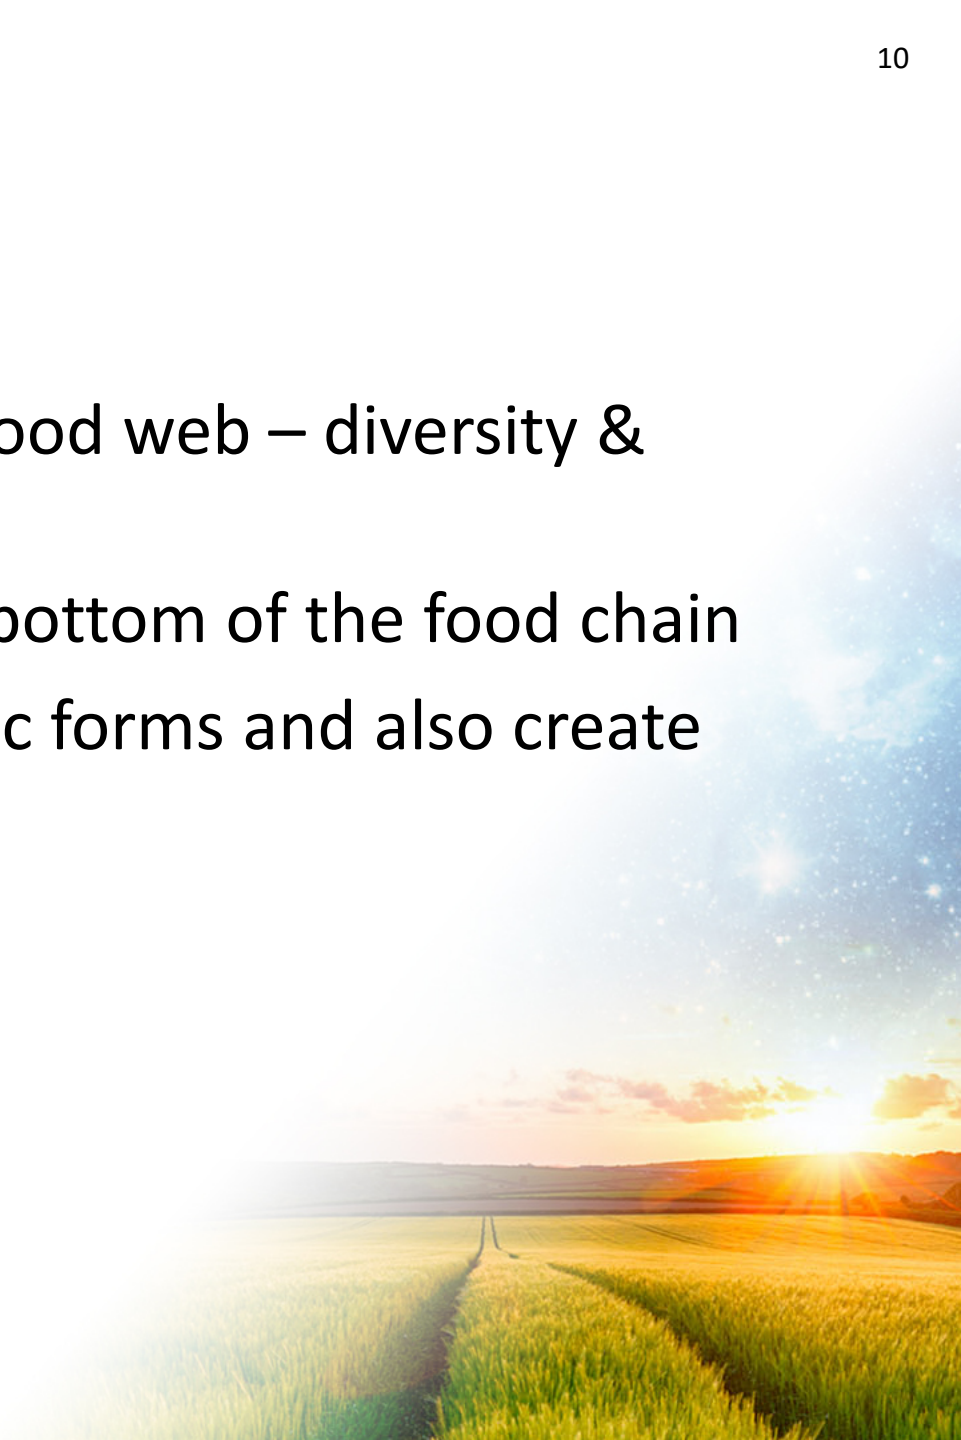 10
ood web – diversity &
bottom of the food chain
c forms and also create